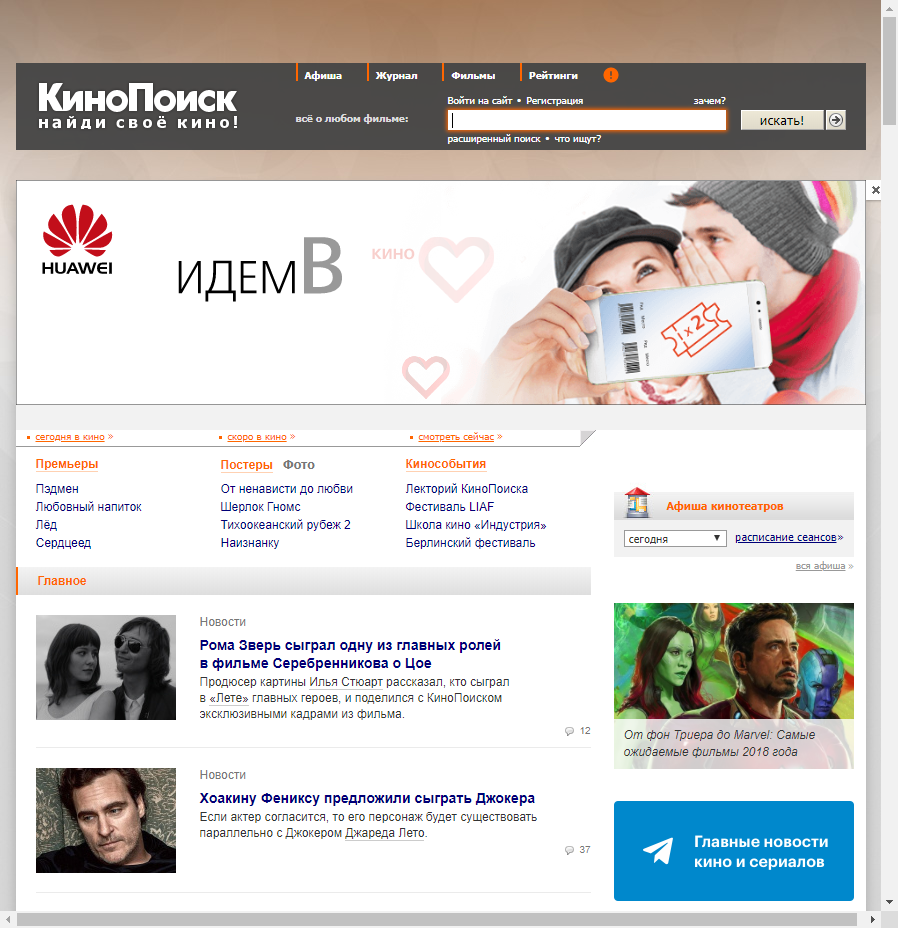 КиноПоиск
найди своё кино!
Афиша
Журнал
Фильмы
Рейтинги
!
Войти на сайт • Регистрация
зачем?
всё о любом фильме:
искать!
расширенный поиск • что ищут?
HUAWEI
ИДЕМ В
КИНО
1x2
сегодня в кино »
скоро в кино »
смотреть сейчас »
Премьеры
Пэдмен
Любовный напиток
Лёд
Сердцеед
Постеры Фото
От ненависти до любви
Шерлок Гномс
Тихоокеанский рубеж 2
Наизнанку
Кинособытия
Лекторий КиноПоиска
Фестиваль LIAF
Школа кино «Индустрия»
Берлинский фестиваль
Афиша кинотеатров
сегодня
расписание сеансов»
вся афиша »
Главное
Новости
Рома Зверь сыграл одну из главных ролей
в фильме Серебренникова о Цое
Продюсер картины Илья Стюарт рассказал, кто сыграл
в «Лете» главных героев, и поделился с КиноПоиском
эксклюзивными кадрами из фильма.
12
Новости
Хоакину Фениксу предложили сыграть Джокера
Если актер согласится, то его персонаж будет существовать
параллельно с Джокером Джареда Лето.
37
От фон Триера до Marvel: Самые
ожидаемые фильмы 2018 года
Главные новости
кино и сериалов